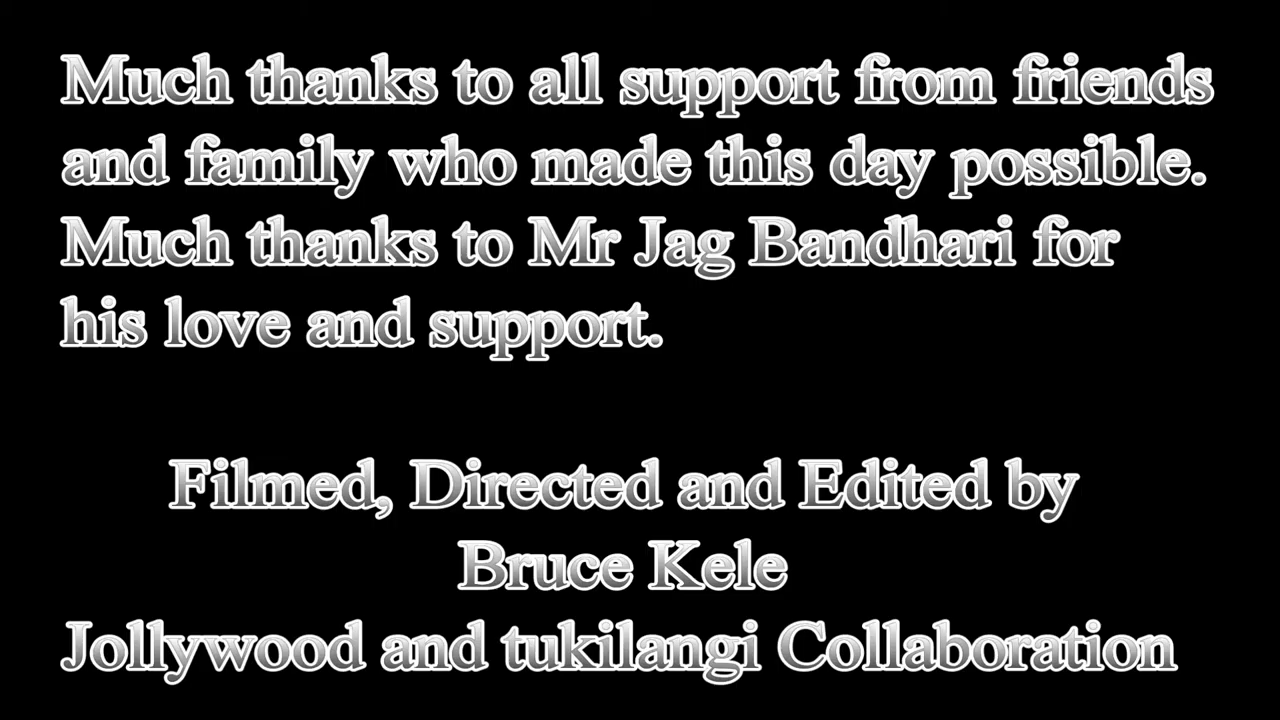 Much thanks to all support from friends
and family who made this day possible.
Much thanks to Mr Jag Bandhari for
his love and support.
Filmed, Directed and Edited by
Bruce Kele
Jollywood and tukilangi Collaboration